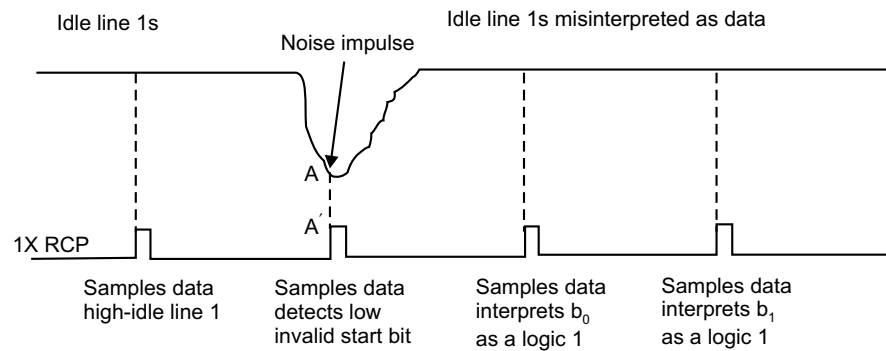 Idle line 1s
Idle line 1s misinterpreted as data
Noise impulse
A
A′
1X RCP
Samples data
high-idle line 1
Samples data
detects low
invalid start bit
Samples data
interprets b₀
as a logic 1
Samples data
interprets b₁
as a logic 1